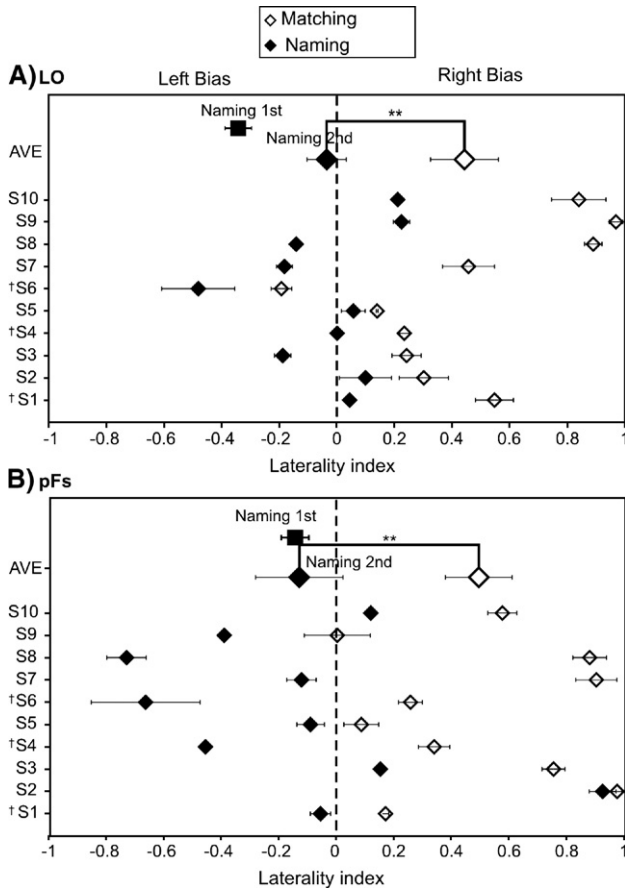 Matching
Naming
A) LO
Left Bias
Right Bias
Naming 1st
**
Naming 2nd
AVE
S10
S9
S8
S7
†S6
S5
†S4
S3
S2
†S1
-1 -0.8 -0.6 -0.4 -0.2 0 0.2 0.4 0.6 0.8 1
Laterality index
B) pFs
Naming 1st
**
Naming 2nd
AVE
S10
S9
S8
S7
†S6
S5
†S4
S3
S2
†S1
-1 -0.8 -0.6 -0.4 -0.2 0 0.2 0.4 0.6 0.8 1
Laterality index